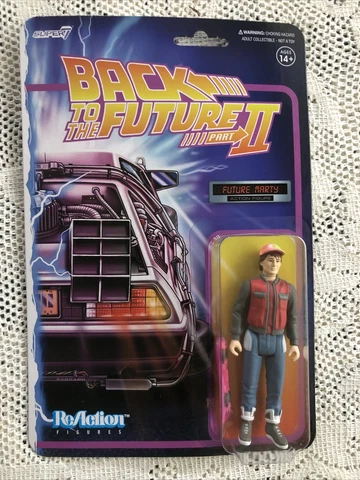 SUPER7
WARNING: CHOKING HAZARD
ADULT COLLECTIBLE - NOT A TOY
AGES
14+
BACK
TO THE
FUTURE
PART II
FUTURE MARTY
ACTION FIGURE
ReAction
FIGURES